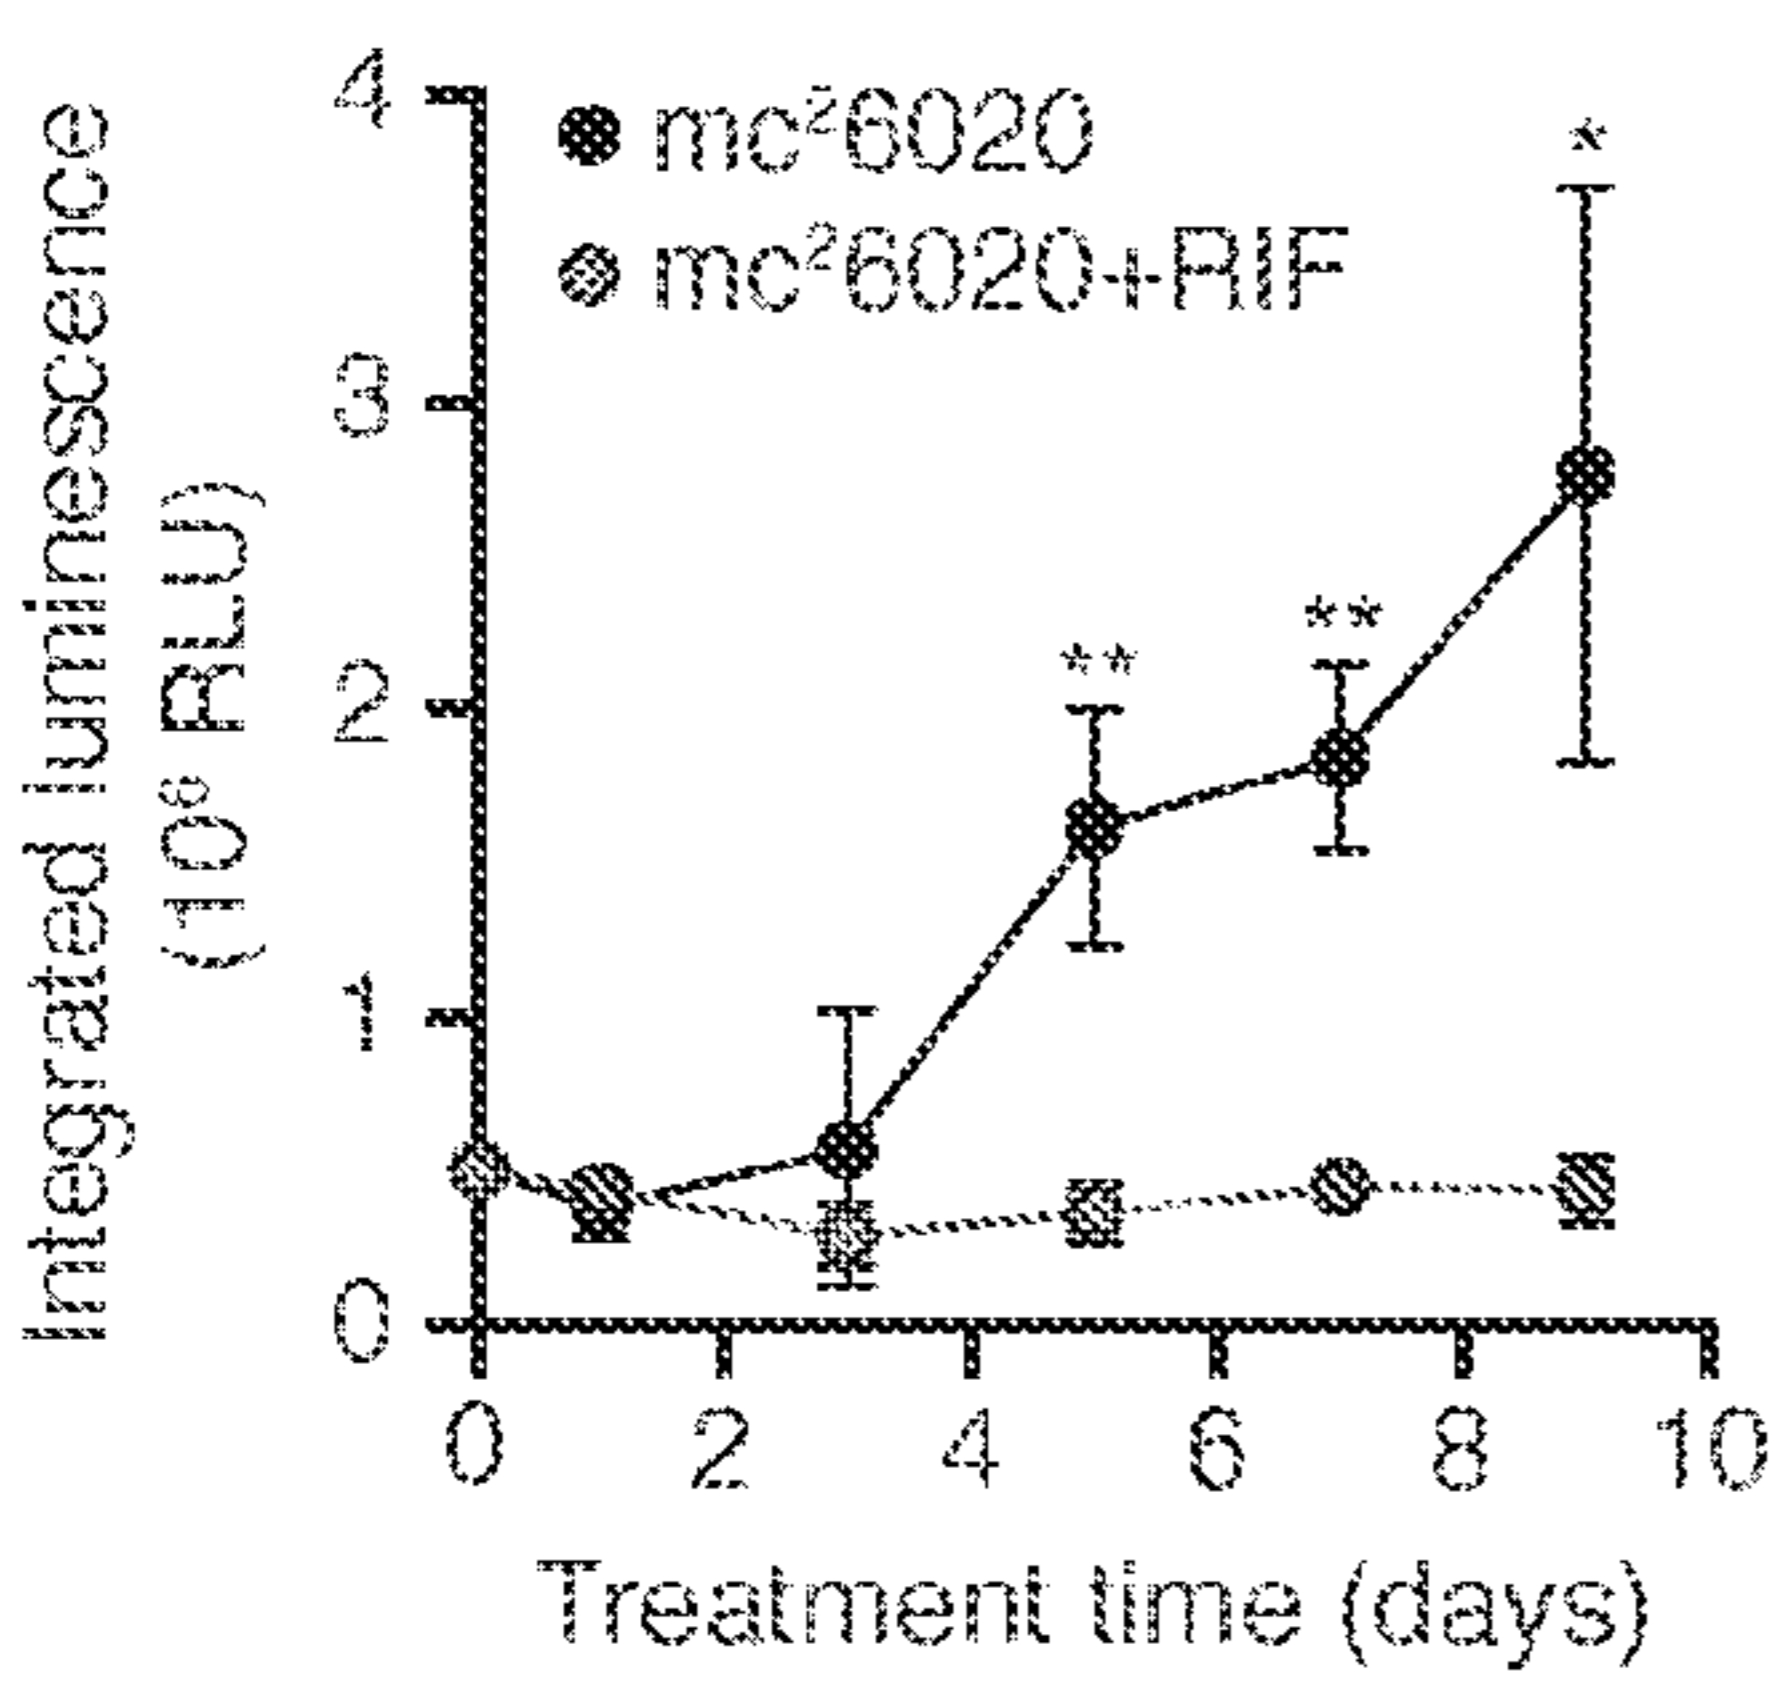 Integrated luminescence
(10⁶ RLU)
4
3
2
1
0
mc²6020
mc²6020+RIF
**
**
*
0 2 4 6 8 10
Treatment time (days)